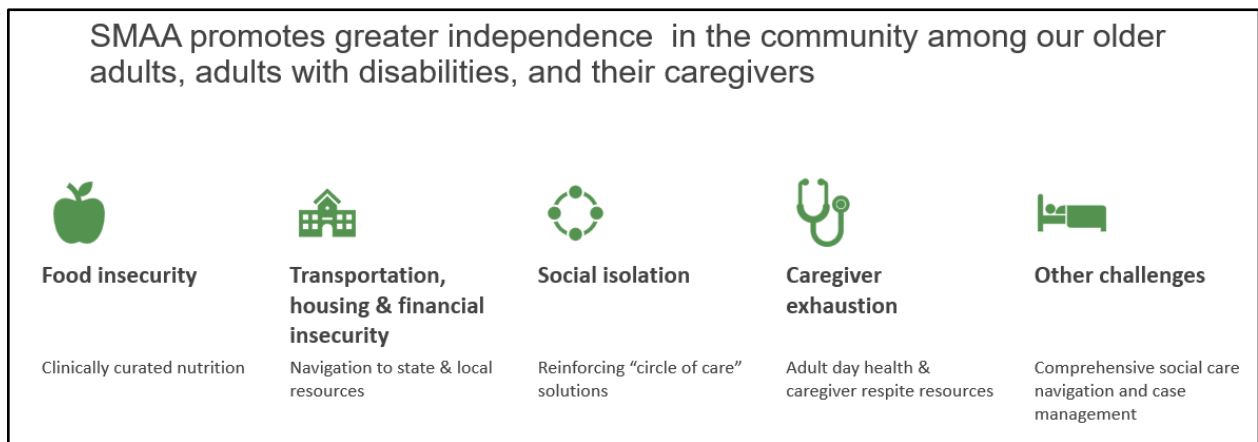 SMAA promotes greater independence in the community among our older
adults, adults with disabilities, and their caregivers
Food insecurity
Clinically curated nutrition
Transportation,
housing & financial
insecurity
Navigation to state & local
resources
Social isolation
Reinforcing “circle of care”
solutions
Caregiver
exhaustion
Adult day health &
caregiver respite resources
Other challenges
Comprehensive social care
navigation and case
management